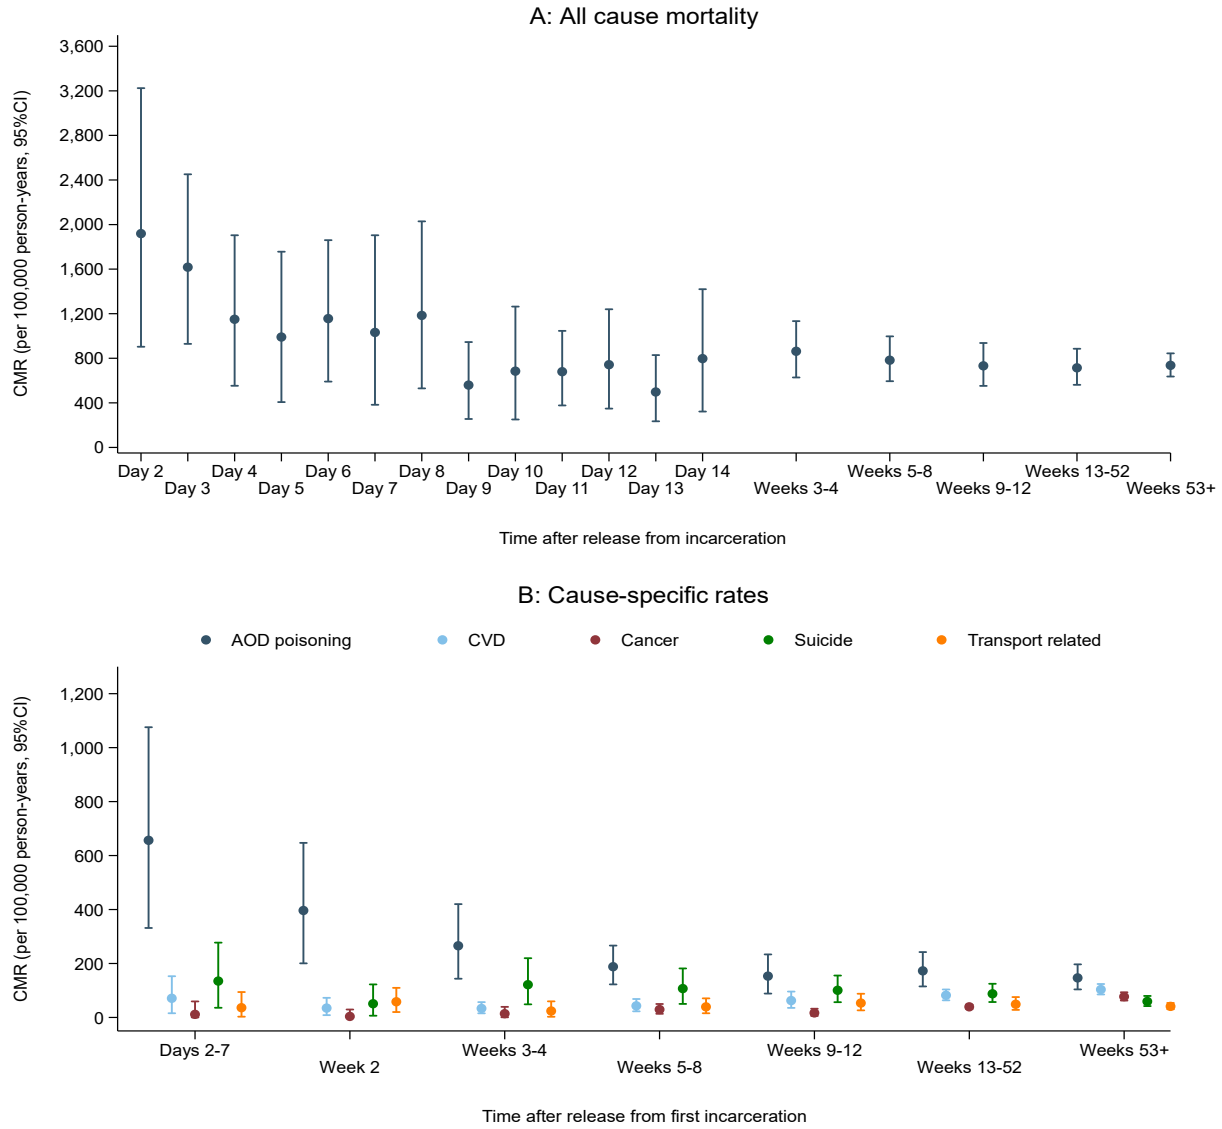 A: All cause mortality
CMR (per 100,000 person-years, 95%CI)
3,600
3,200
2,800
2,400
2,000
1,600
1,200
800
400
0
Day 2
Day 3
Day 4
Day 5
Day 6
Day 7
Day 8
Day 9
Day 10
Day 11
Day 12
Day 13
Day 14
Weeks 3-4
Weeks 5-8
Weeks 9-12
Weeks 13-52
Weeks 53+
Time after release from incarceration
B: Cause-specific rates
AOD poisoning
CVD
Cancer
Suicide
Transport related
CMR (per 100,000 person-years, 95%CI)
1,200
1,000
800
600
400
200
0
Days 2-7
Week 2
Weeks 3-4
Weeks 5-8
Weeks 9-12
Weeks 13-52
Weeks 53+
Time after release from first incarceration